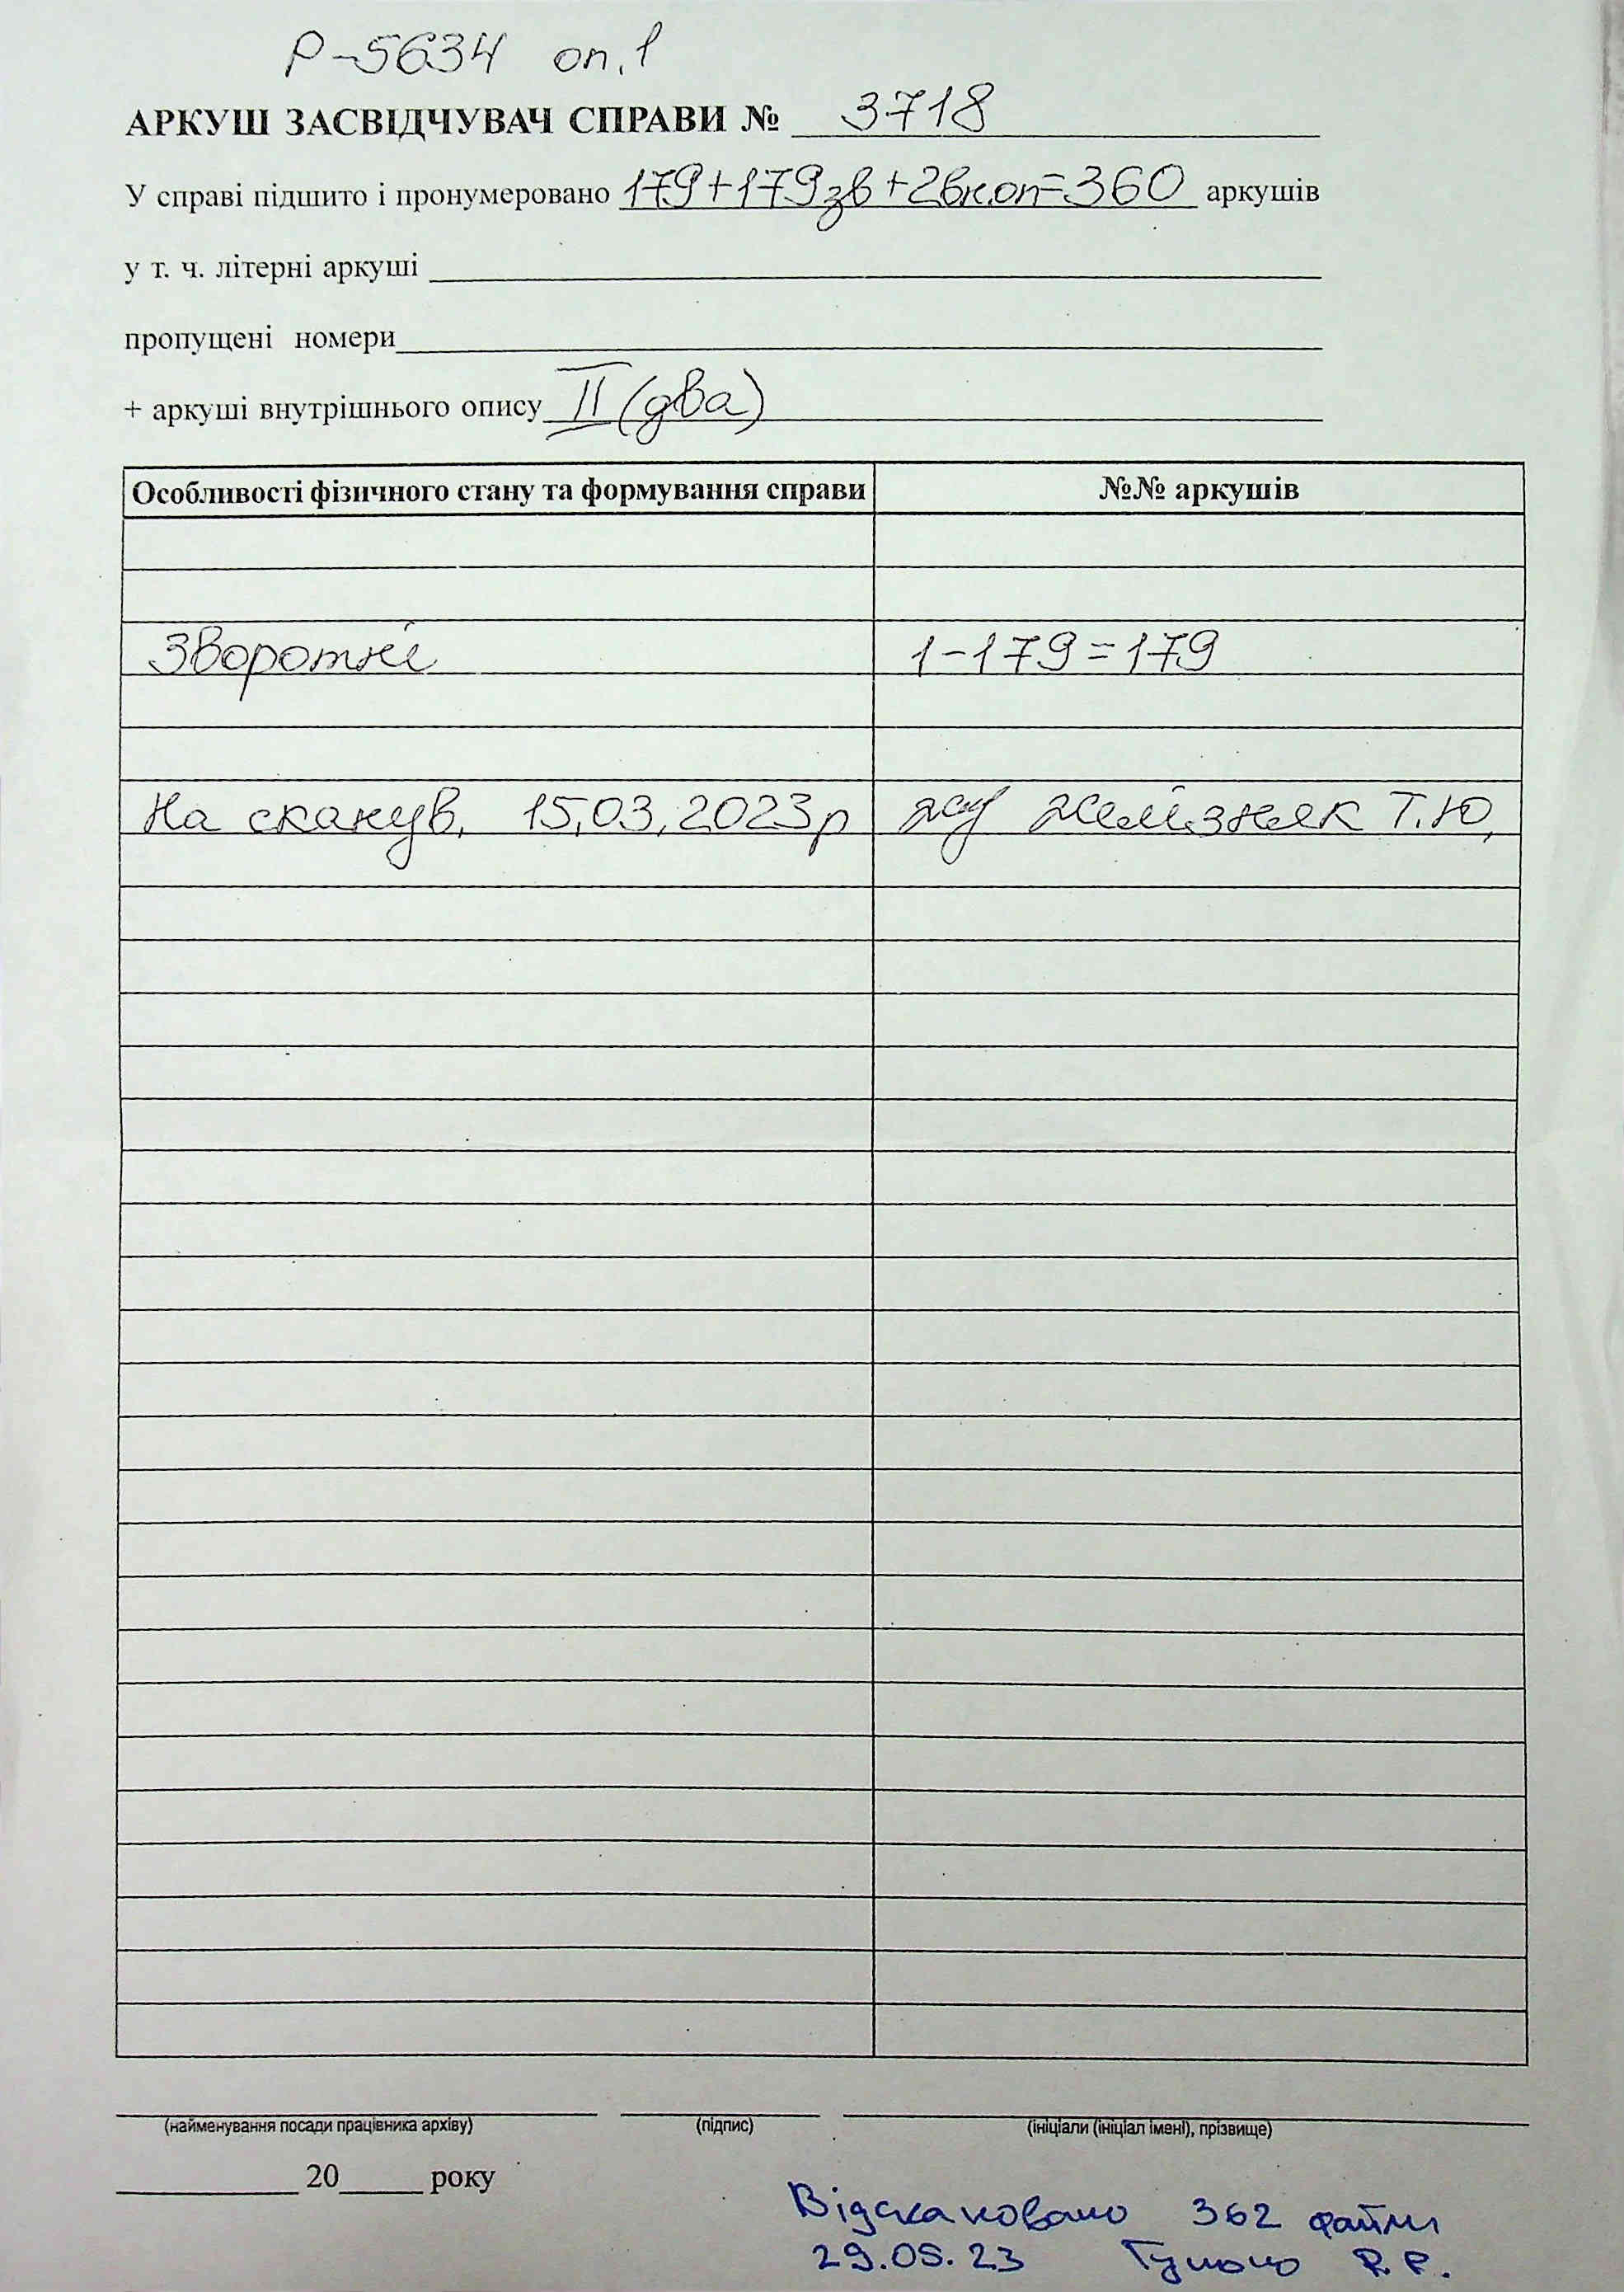 Р-5634 оп.1
АРКУШ ЗАСВІДЧУВАЧ СПРАВИ № 3718
У справі підшито і пронумеровано 179+179зв+2вн.оп=360 аркушів
у т. ч. літерні аркуші
пропущені номери
+ аркуші внутрішнього опису II (два)
Особливості фізичного стану та формування справи №№ аркушів
Зворотні 1-179=179
На сканув. 15.03.2023р Желізняк Т.Ю.
(найменування посади працівника архіву) (підпис) (ініціали (ініціал імені), прізвище)
20 року
Відскановано 362 файли
29.05.23